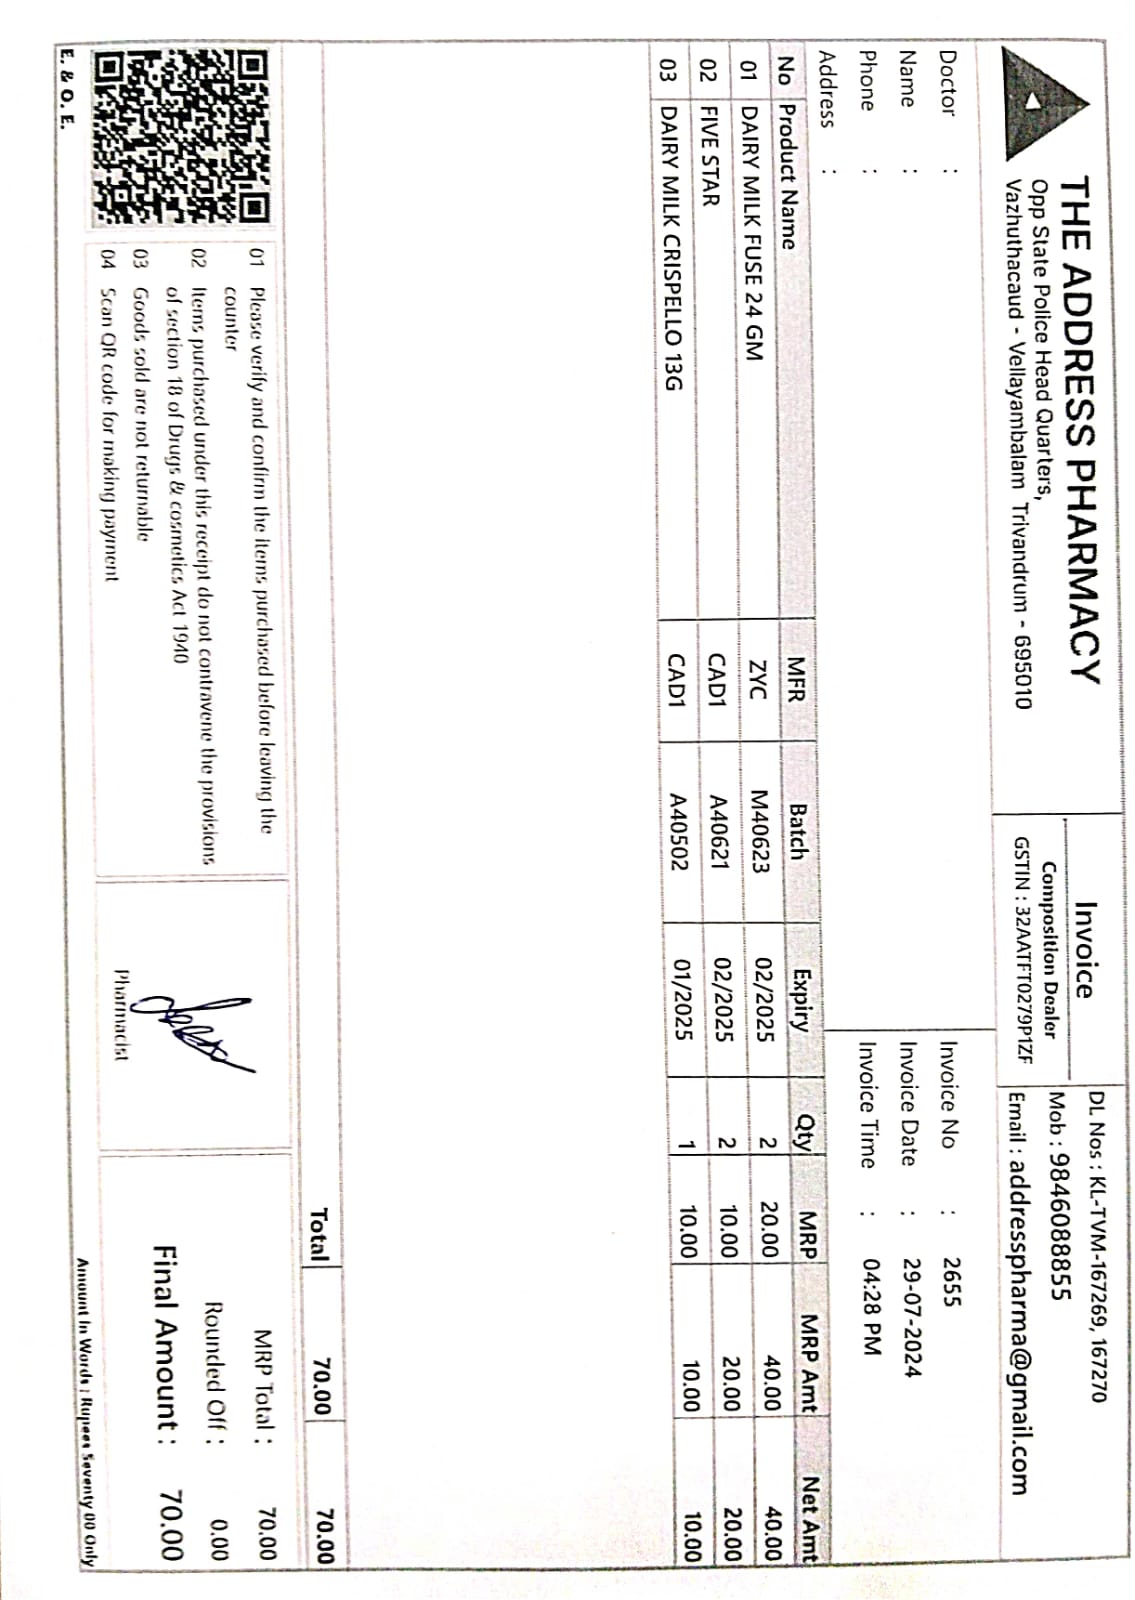 THE ADDRESS PHARMACY
Opp State Police Head Quarters,
Vazhuthacaud - Vellayambalam Trivandrum - 695010
Invoice
Composition Dealer
GSTIN : 32AATFT0279P1ZF
DL Nos : KL-TVM-167269, 167270
Mob : 9846088855
Email : addresspharma@gmail.com
Doctor :
Name :
Phone :
Address :
Invoice No : 2655
Invoice Date : 29-07-2024
Invoice Time : 04:28 PM
No Product Name MFR Batch Expiry Qty MRP MRP Amt Net Amt
01 DAIRY MILK FUSE 24 GM ZYC M40623 02/2025 2 20.00 40.00 40.00
02 FIVE STAR CAD1 A40621 02/2025 2 10.00 20.00 20.00
03 DAIRY MILK CRISPELLO 13G CAD1 A40502 01/2025 1 10.00 10.00 10.00
Total 70.00 70.00
01 Please verify and confirm the items purchased before leaving the
counter
02 Items purchased under this receipt do not contravene the provisions
of section 18 of Drugs & cosmetics Act 1940
03 Goods sold are not returnable
04 Scan QR code for making payment
Pharmacist
MRP Total : 70.00
Rounded Off : 0.00
Final Amount : 70.00
E. & O. E.
Amount In Words : Rupees Seventy 00 Only